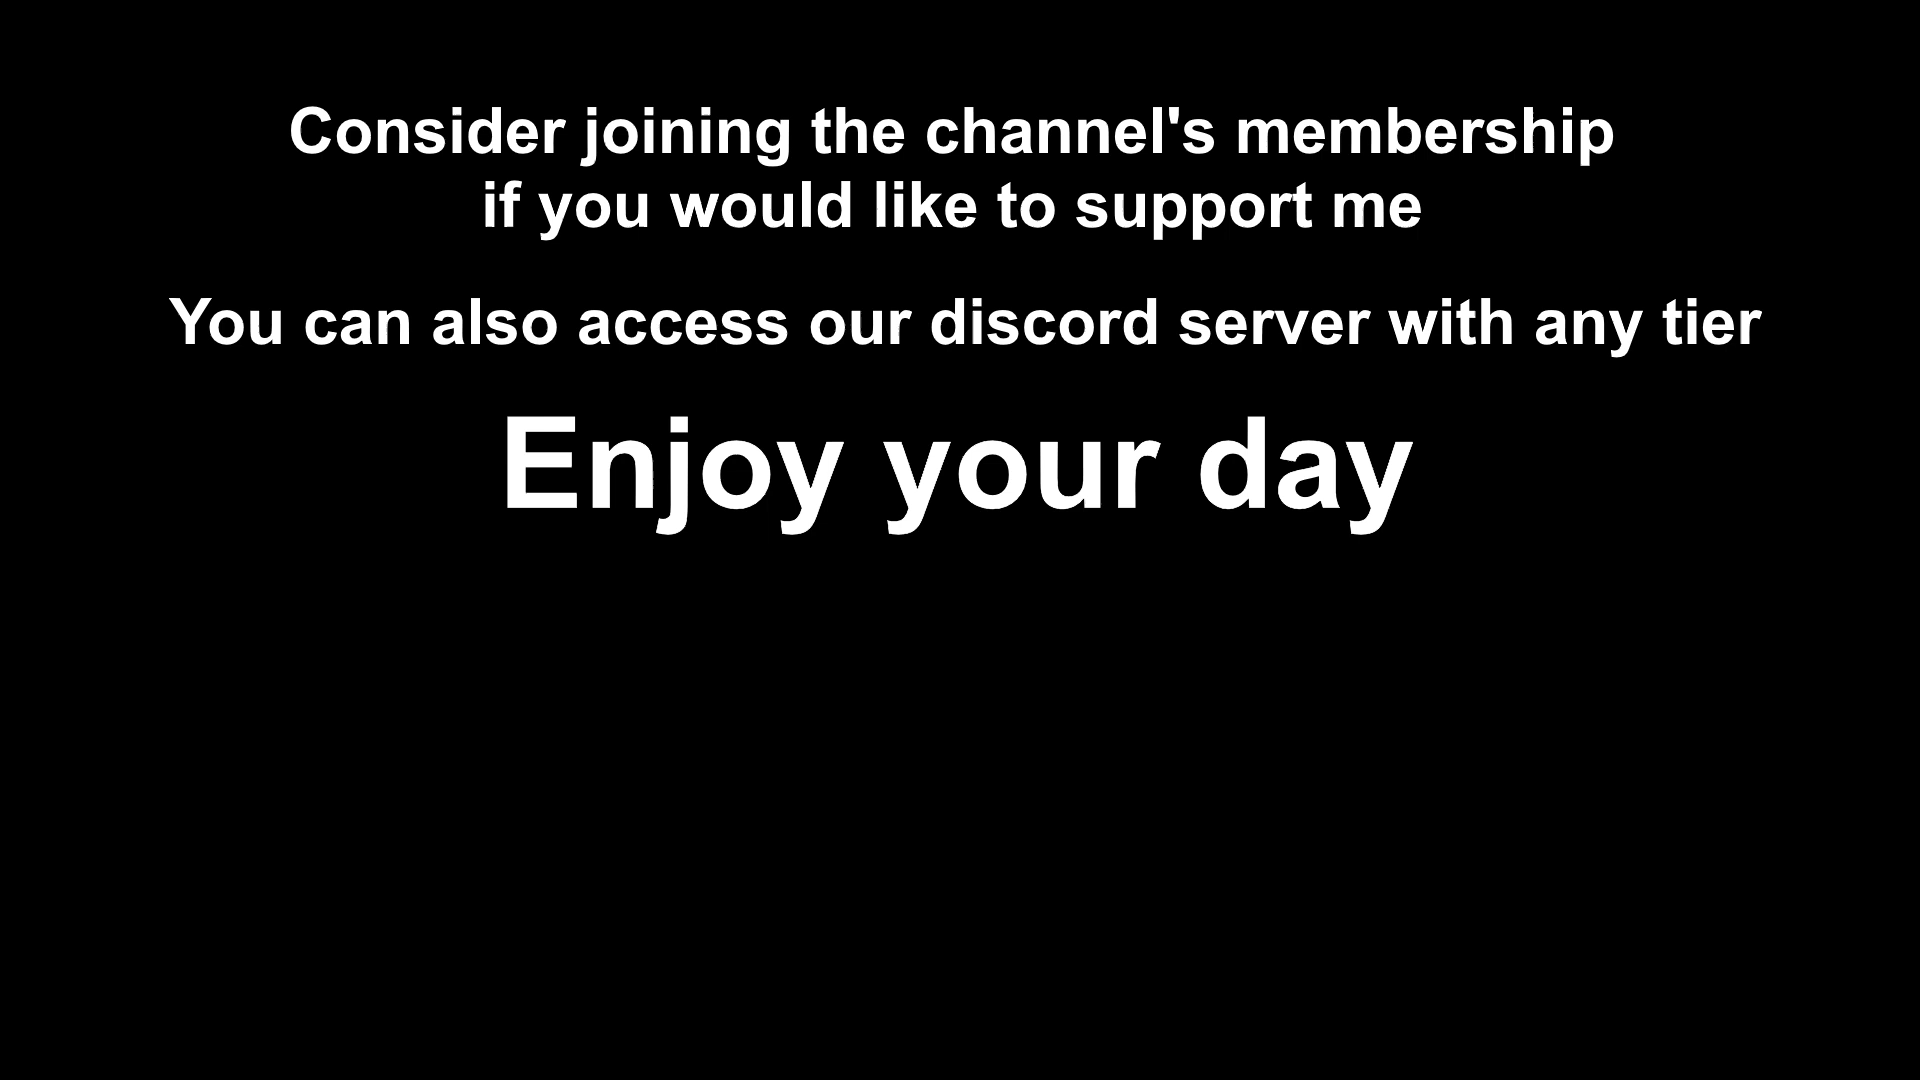 Consider joining the channel's membership
if you would like to support me
You can also access our discord server with any tier
Enjoy your day